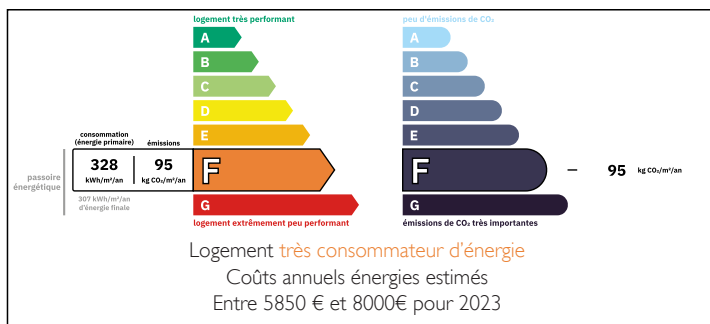 logement très performant
A
B
C
D
E
consommation
(énergie primaire)
émissions
328
kWh/m²/an
95
kg CO₂/m²/an
F
passoire
énergétique
307 kWh/m²/an
d'énergie finale
G
logement extrêmement peu performant
peu d'émissions de CO₂
A
B
C
D
E
F
95 kg CO₂/m²/an
G
émissions de CO₂ très importantes
Logement très consommateur d'énergie
Coûts annuels énergies estimés
Entre 5850 € et 8000€ pour 2023